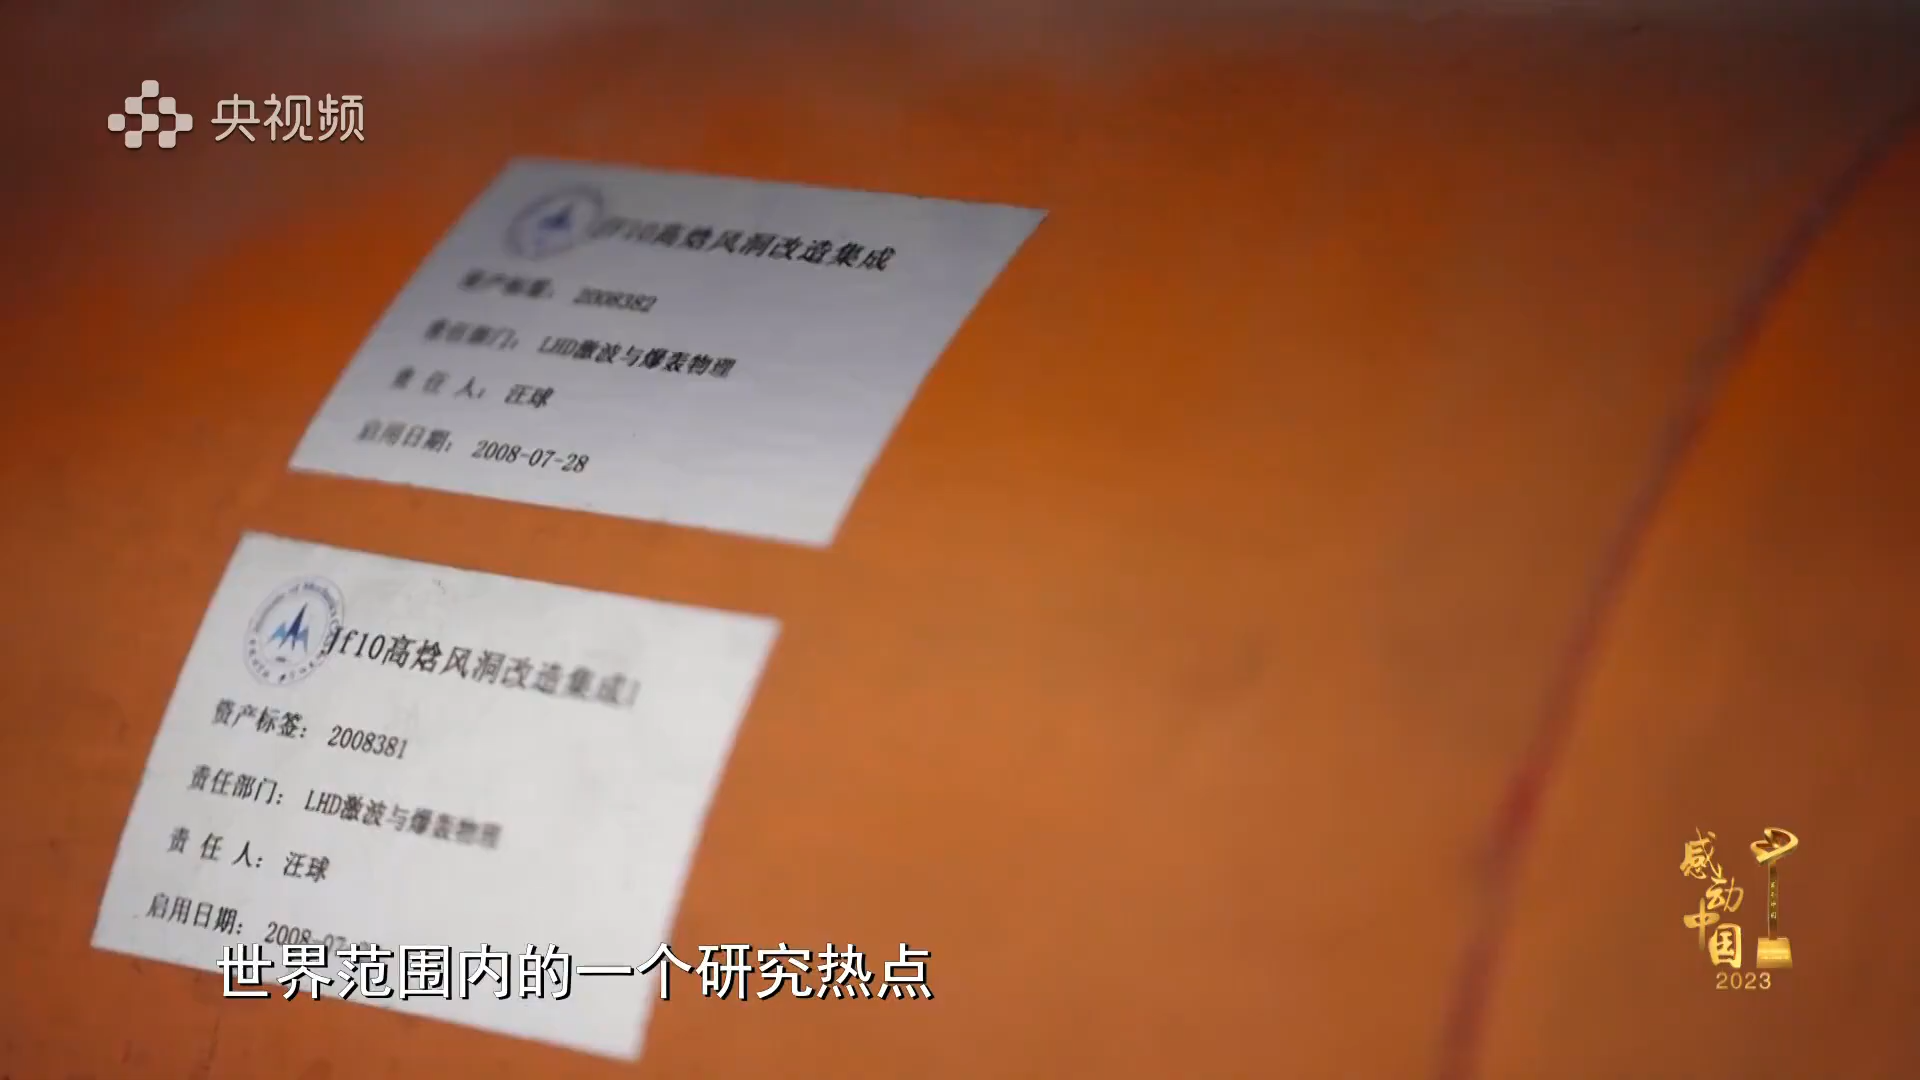 央视频
Jf10高焓风洞改造集成
资产标签： 2008382
责任部门： LHD激波与爆轰物理
责 任 人： 汪球
启用日期： 2008-07-28
Jf10高焓风洞改造集成1
资产标签： 2008381
责任部门： LHD激波与爆轰物理
责 任 人： 汪球
启用日期： 2008-07
世界范围内的一个研究热点
感动中国
2023